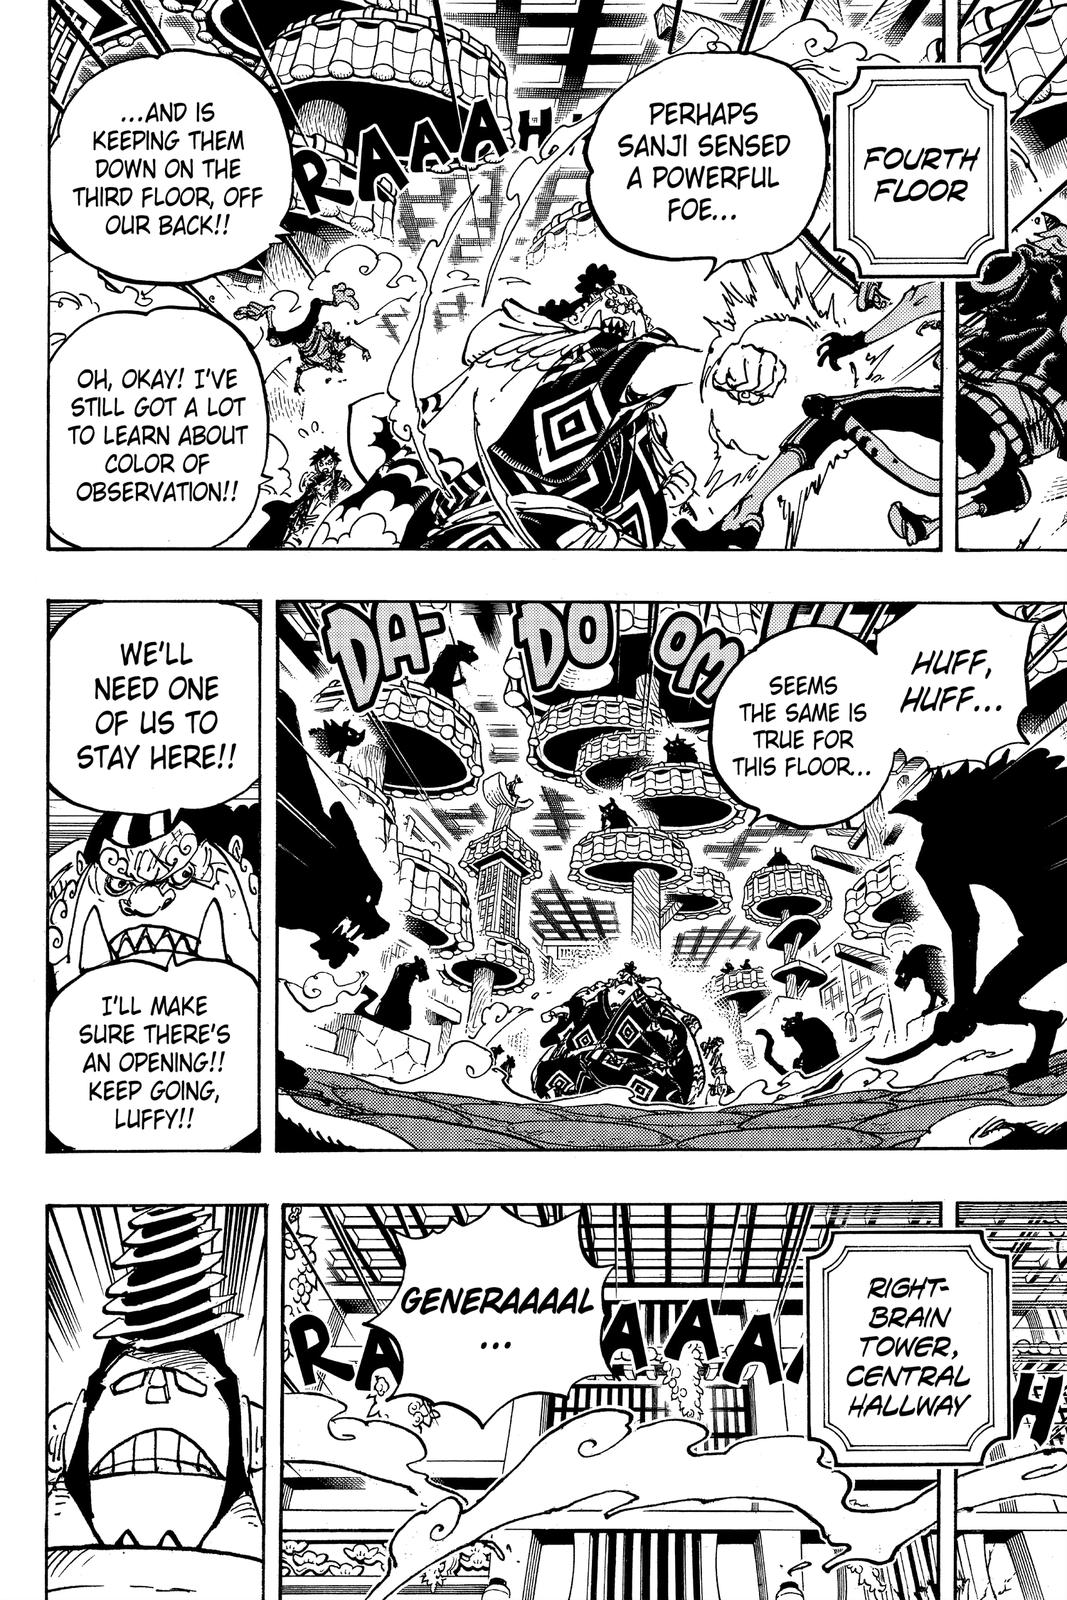 FOURTH
FLOOR
PERHAPS
SANJI SENSED
A POWERFUL
FOE...
RAAAAH
...AND IS
KEEPING THEM
DOWN ON THE
THIRD FLOOR, OFF
OUR BACK!!
OH, OKAY! I'VE
STILL GOT A LOT
TO LEARN ABOUT
COLOR OF
OBSERVATION!!
HUFF,
HUFF...
SEEMS
THE SAME IS
TRUE FOR
THIS FLOOR...
DA-
DOOOM
WE'LL
NEED ONE
OF US TO
STAY HERE!!
I'LL MAKE
SURE THERE'S
AN OPENING!!
KEEP GOING,
LUFFY!!
RIGHT-
BRAIN
TOWER,
CENTRAL
HALLWAY
GENERAAAAL
...
RA AAAA H